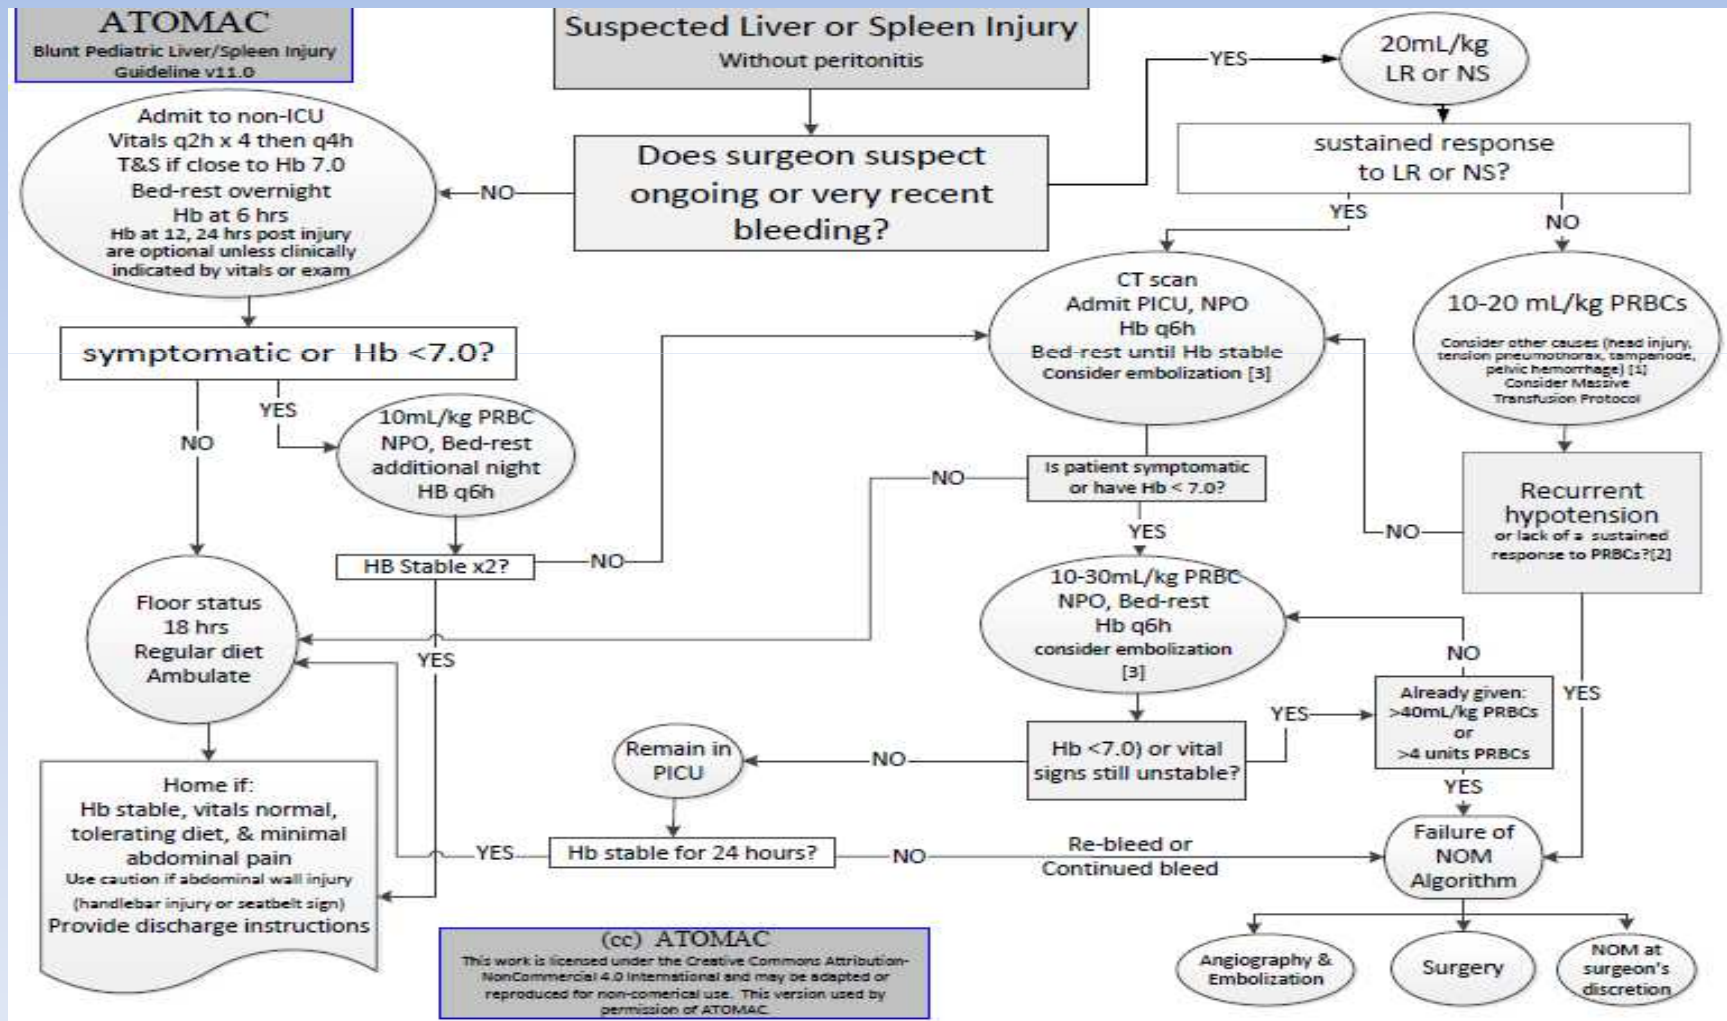 ATOMAC
Blunt Pediatric Liver/Spleen Injury
Guideline v11.0
Suspected Liver or Spleen Injury
Without peritonitis
YES
20mL/kg
LR or NS
Admit to non-ICU
Vitals q2h x 4 then q4h
T&S if close to Hb 7.0
Bed-rest overnight
Hb at 6 hrs
Hb at 12, 24 hrs post injury
are optional unless clinically
indicated by vitals or exam
NO
Does surgeon suspect
ongoing or very recent
bleeding?
sustained response
to LR or NS?
YES
NO
CT scan
Admit PICU, NPO
Hb q6h
Bed-rest until Hb stable
Consider embolization [3]
10-20 mL/kg PRBCs
Consider other causes (head injury,
tension pneumothorax, tampanode,
pelvic hemorrhage) [1]
Consider Massive
Transfusion Protocol
symptomatic or Hb <7.0?
YES
NO
10mL/kg PRBC
NPO, Bed-rest
additional night
HB q6h
NO
Is patient symptomatic
or have Hb < 7.0?
YES
NO
Recurrent
hypotension
or lack of a sustained
response to PRBCs?[2]
HB Stable x2?
NO
YES
10-30mL/kg PRBC
NPO, Bed-rest
Hb q6h
consider embolization
[3]
Floor status
18 hrs
Regular diet
Ambulate
NO
YES
Already given:
>40mL/kg PRBCs
or
>4 units PRBCs
YES
YES
Hb <7.0) or vital
signs still unstable?
NO
Remain in
PICU
Home if:
Hb stable, vitals normal,
tolerating diet, & minimal
abdominal pain
Use caution if abdominal wall injury
(handlebar injury or seatbelt sign)
Provide discharge instructions
YES
Hb stable for 24 hours?
NO
Re-bleed or
Continued bleed
Failure of
NOM
Algorithm
Angiography &
Embolization
Surgery
NOM at
surgeon's
discretion
(cc) ATOMAC
This work is licensed under the Creative Commons Attribution-
NonCommercial 4.0 International and may be adapted or
reproduced for non-comerical use. This version used by
permission of ATOMAC.